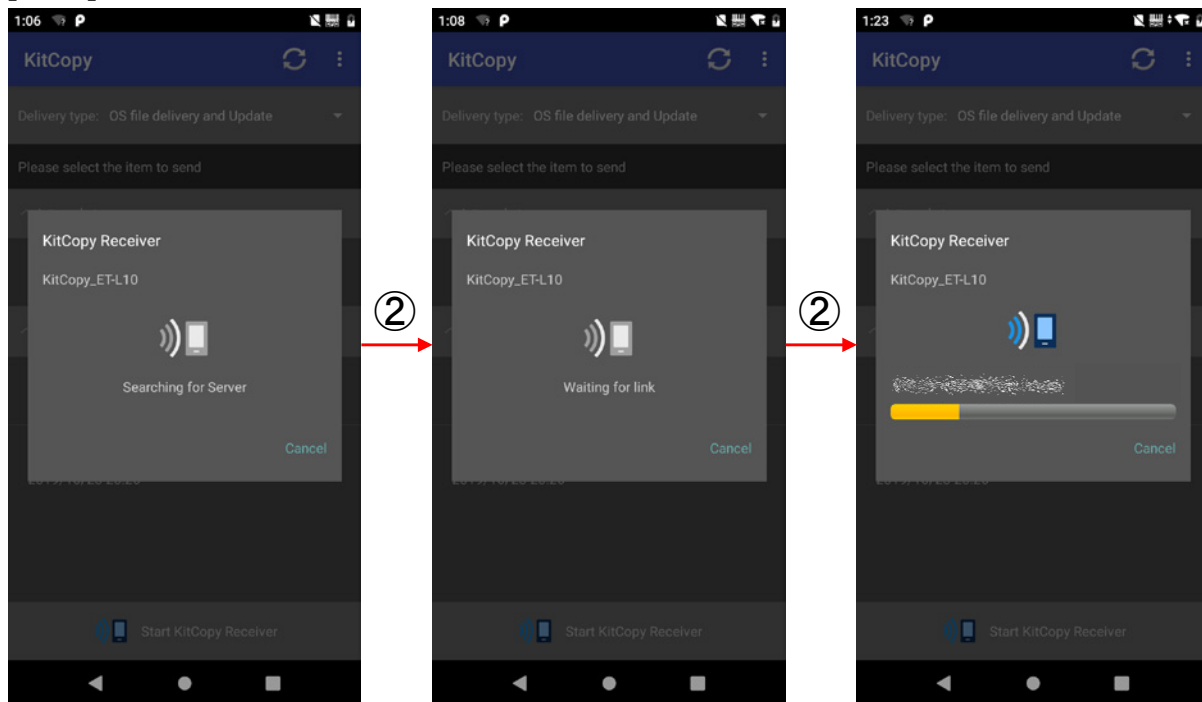 1:06
KitCopy
Delivery type: OS file delivery and Update
Please select the item to send
KitCopy Receiver
KitCopy_ET-L10
Searching for Server
Cancel
Start KitCopy Receiver
②
1:08
KitCopy
Delivery type: OS file delivery and Update
Please select the item to send
KitCopy Receiver
KitCopy_ET-L10
Waiting for link
Cancel
Start KitCopy Receiver
②
1:23
KitCopy
Delivery type: OS file delivery and Update
Please select the item to send
KitCopy Receiver
KitCopy_ET-L10
Cancel
Start KitCopy Receiver